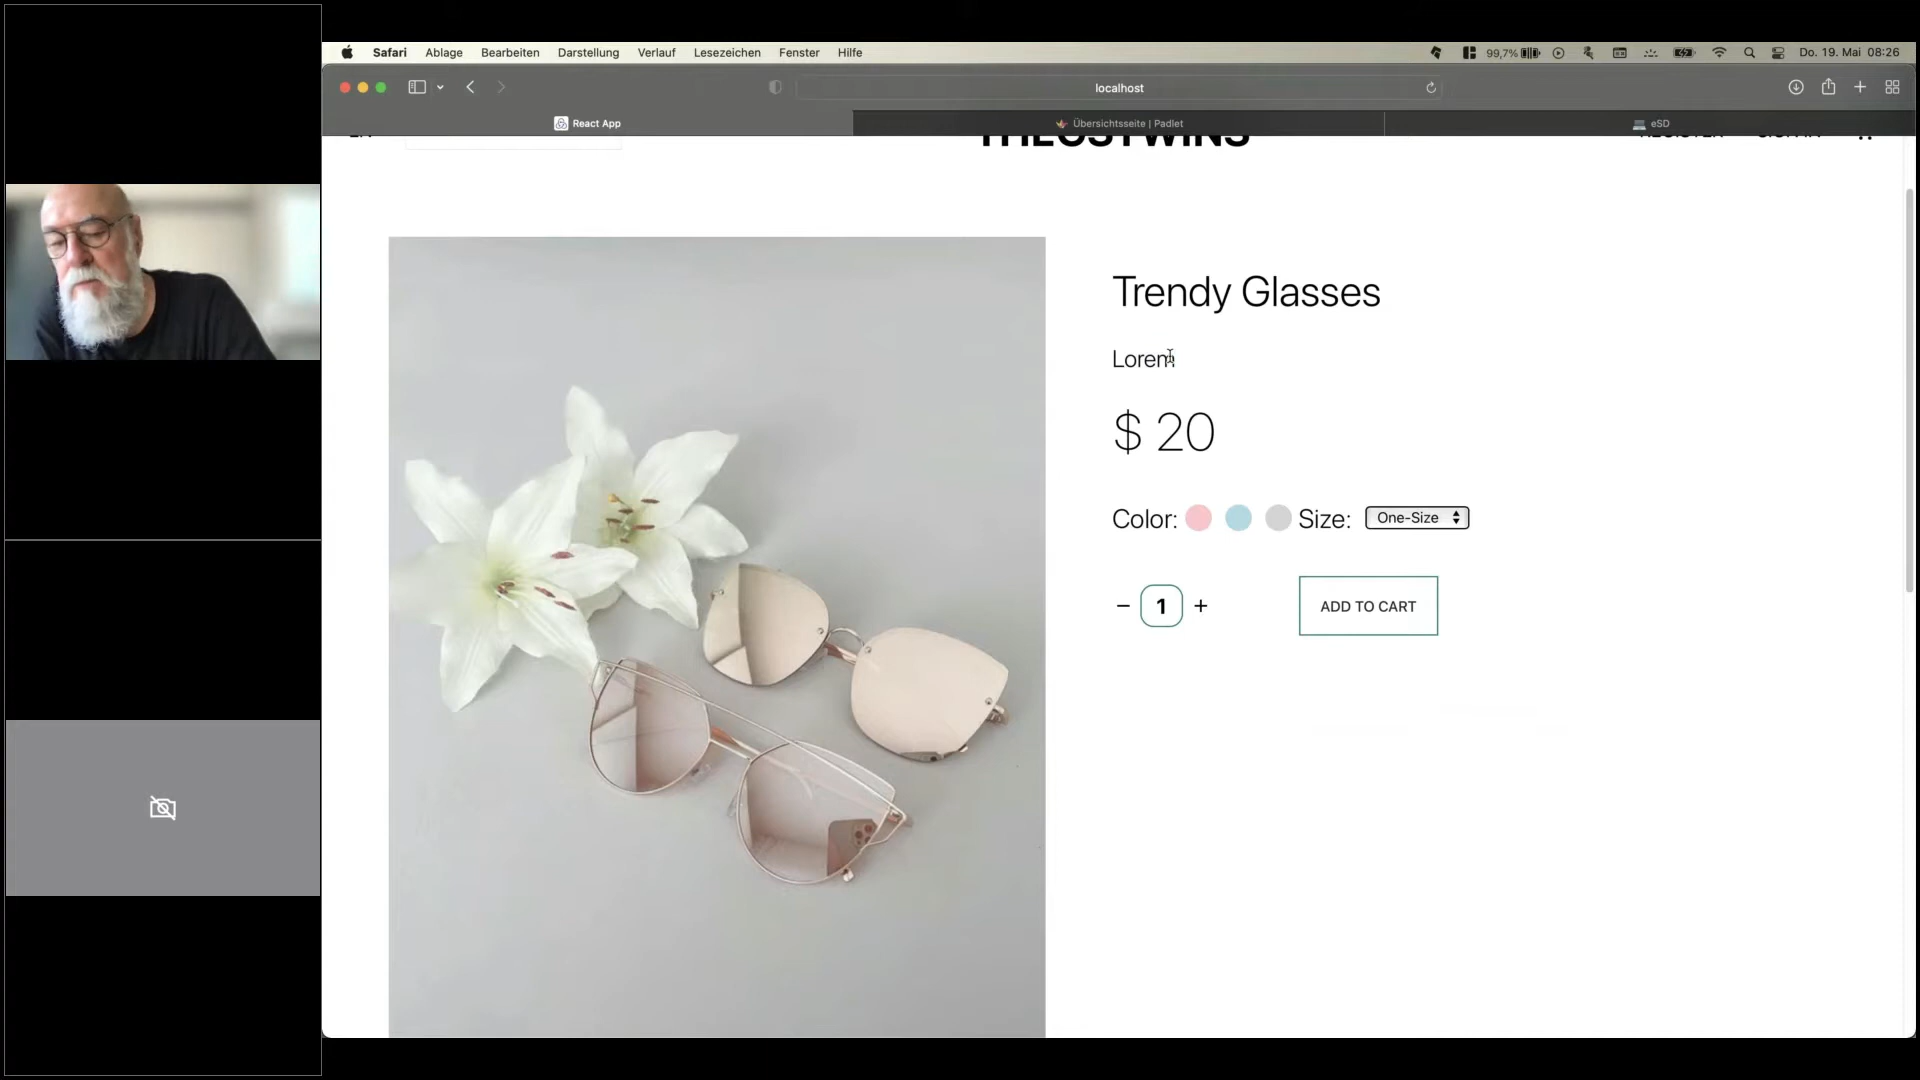 Safari Ablage Bearbeiten Darstellung Verlauf Lesezeichen Fenster Hilfe 99,7% Do. 19. Mai 08:26
localhost
React App Übersichtsseite | Padlet eSD
Trendy Glasses
Lorem
$ 20
Color: Size: One-Size
− 1 + ADD TO CART